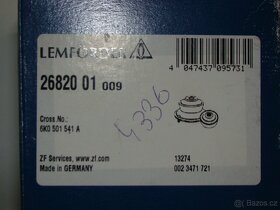 LEMFÖRDER
4 047437 095731
26820 01 009
Cross No.:
6K0 501 541 A
4336
ZF Services, www.zf.com
Made in GERMANY
13274
002 3471 721
Bazoš.cz